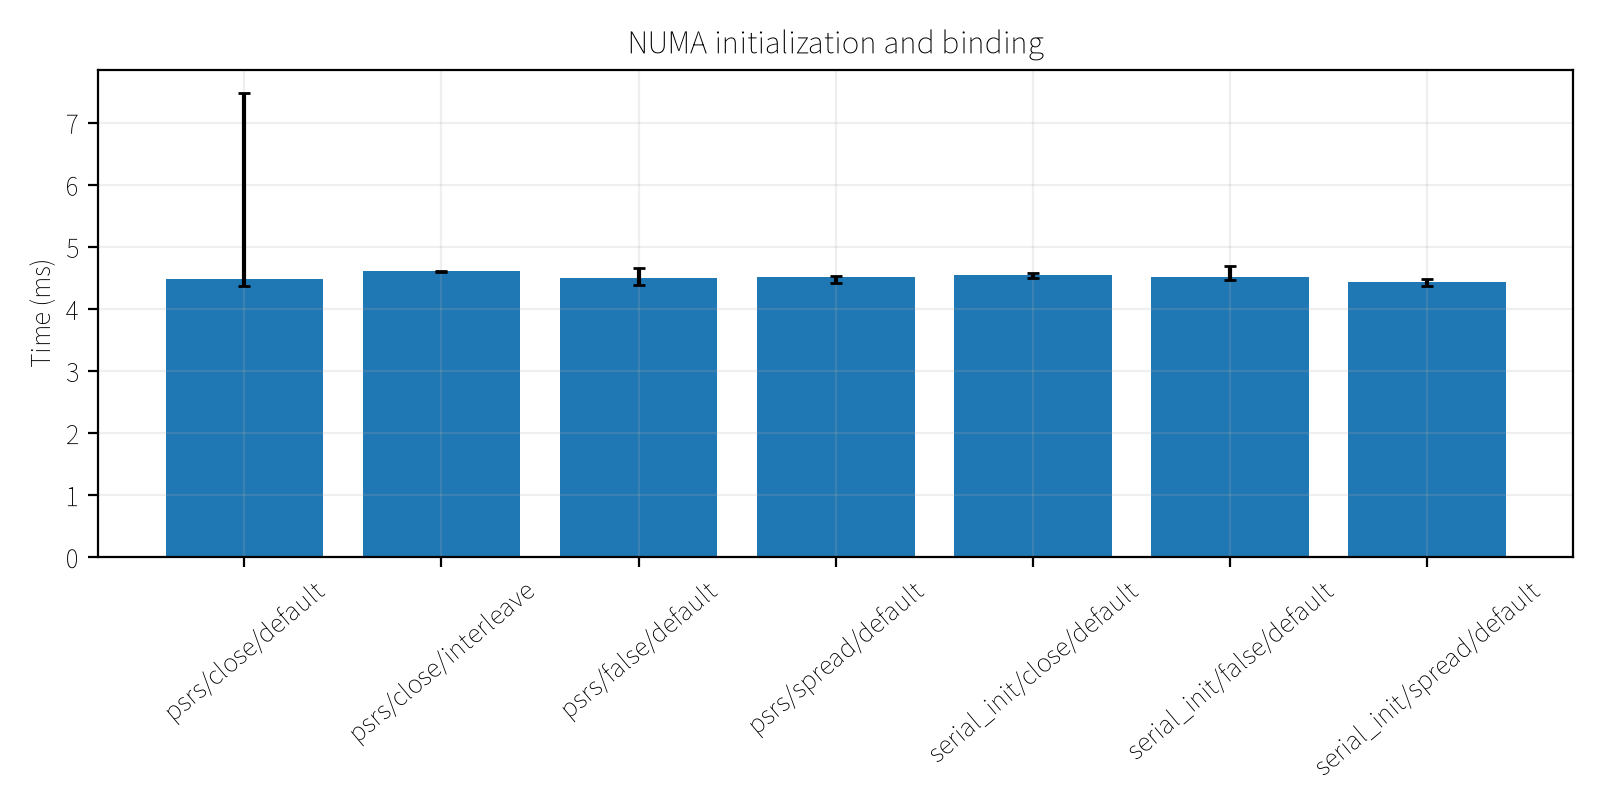 NUMA initialization and binding
Time (ms)
7
6
5
4
3
2
1
0
psrs/close/default
psrs/close/interleave
psrs/false/default
psrs/spread/default
serial_init/close/default
serial_init/false/default
serial_init/spread/default